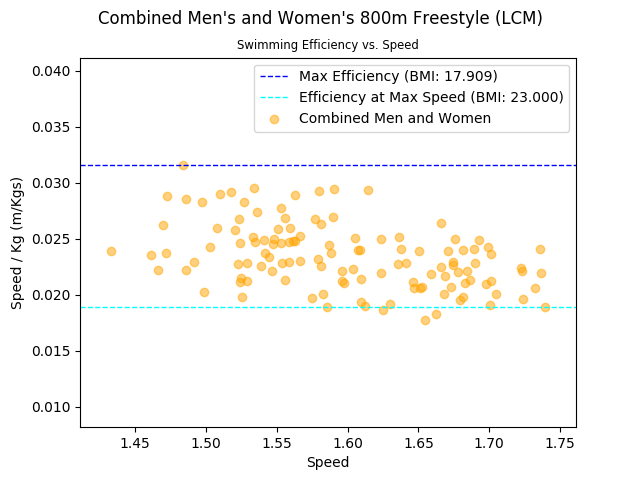 Combined Men's and Women's 800m Freestyle (LCM)
Swimming Efficiency vs. Speed
Max Efficiency (BMI: 17.909)
Efficiency at Max Speed (BMI: 23.000)
Combined Men and Women
Speed / Kg (m/Kgs)
0.040
0.035
0.030
0.025
0.020
0.015
0.010
1.45 1.50 1.55 1.60 1.65 1.70 1.75
Speed